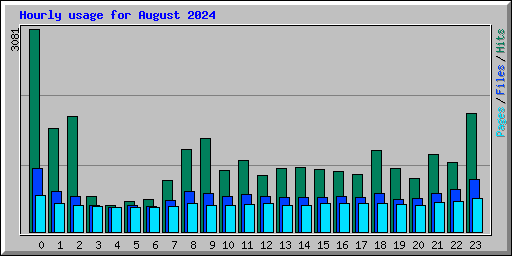 Hourly usage for August 2024
3081
Pages/Files/Hits
0 1 2 3 4 5 6 7 8 9 10 11 12 13 14 15 16 17 18 19 20 21 22 23